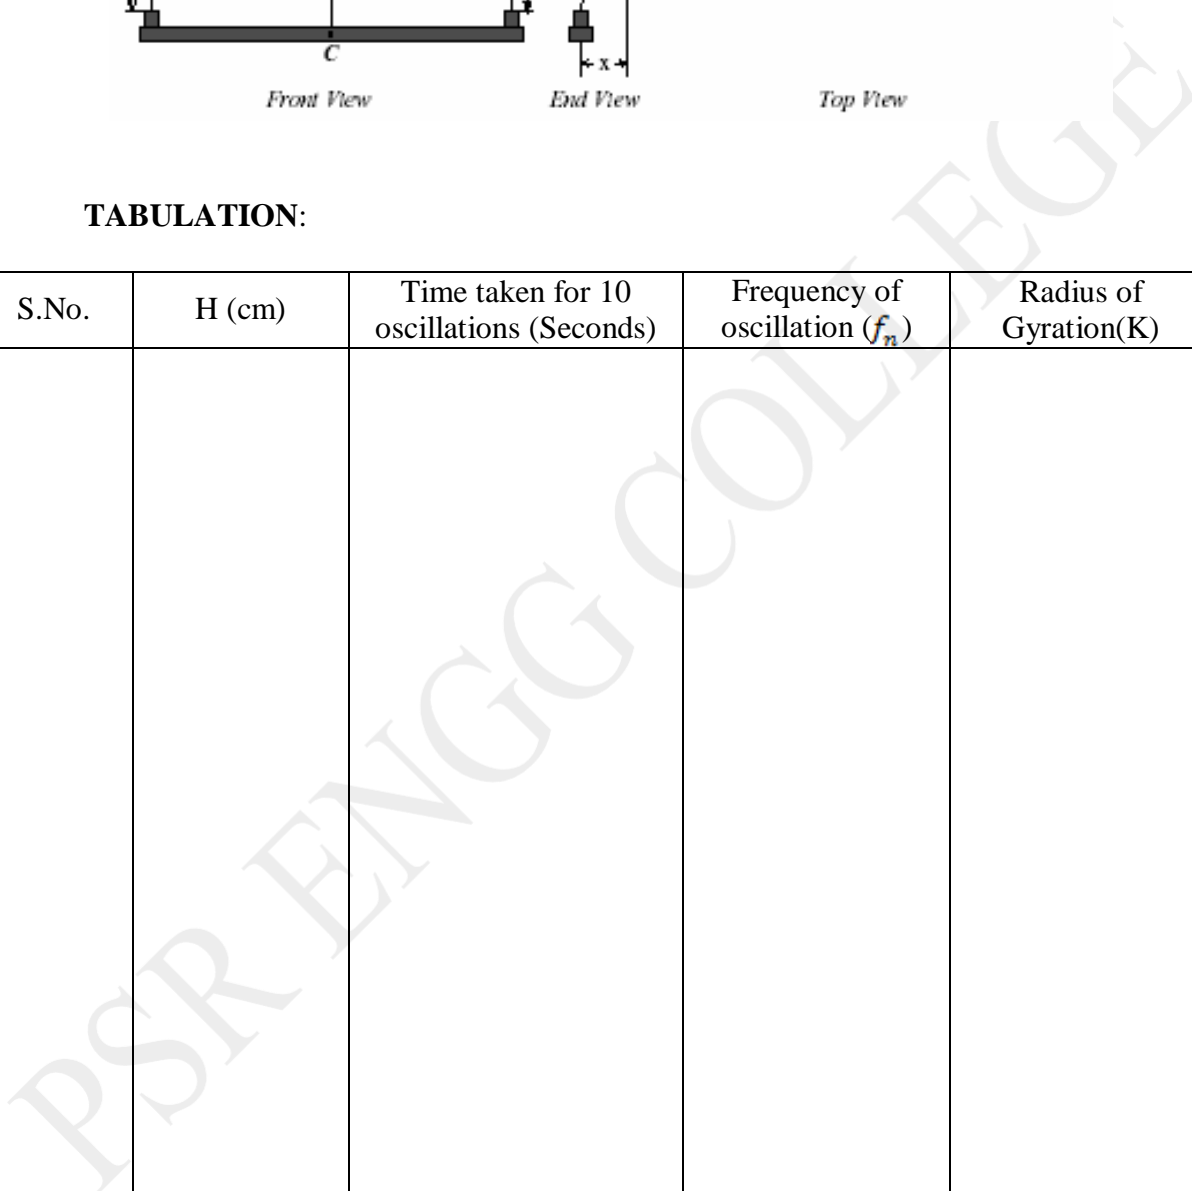 C
x
Front View End View Top View
TABULATION:
S.No. H (cm) Time taken for 10 oscillations (Seconds) Frequency of oscillation (fn) Radius of Gyration(K)
PSR ENGG COLLEGE